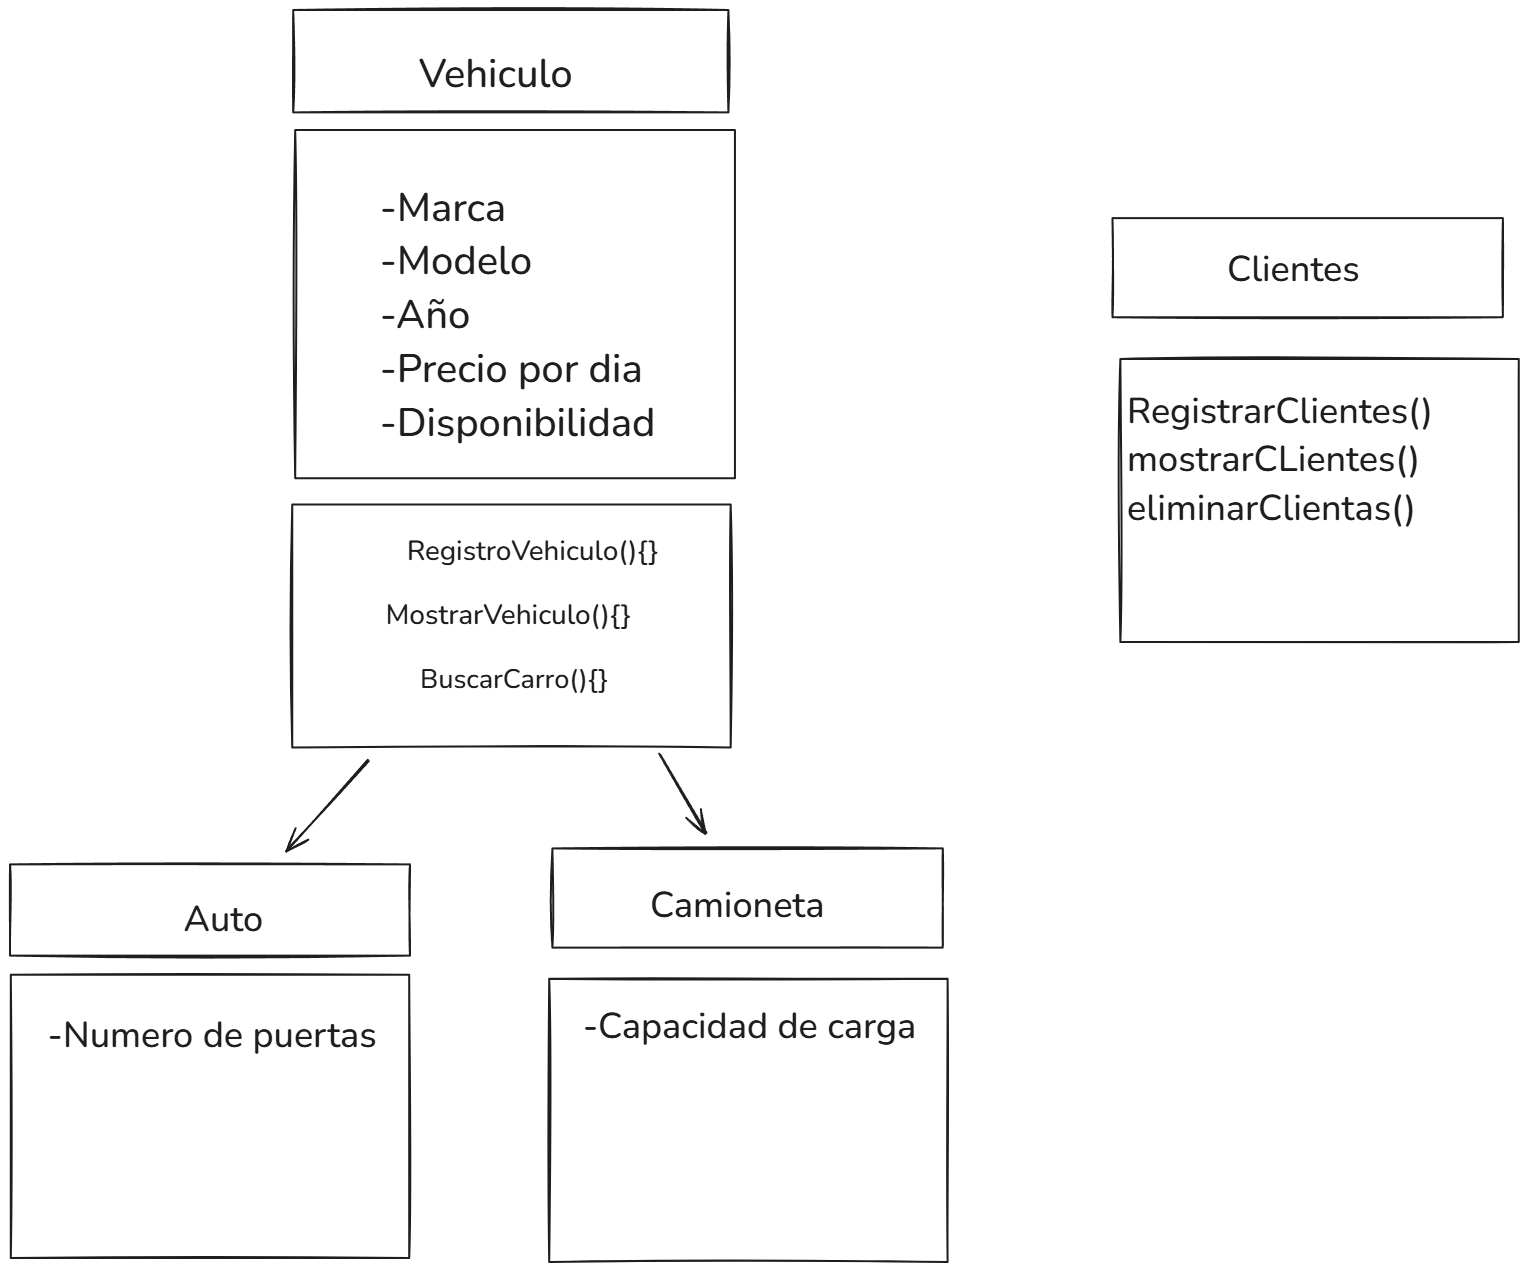 Vehiculo
-Marca
-Modelo
-Año
-Precio por dia
-Disponibilidad
RegistroVehiculo(){}
MostrarVehiculo(){}
BuscarCarro(){}
Auto
-Numero de puertas
Camioneta
-Capacidad de carga
Clientes
RegistrarClientes()
mostrarCLientes()
eliminarClientas()